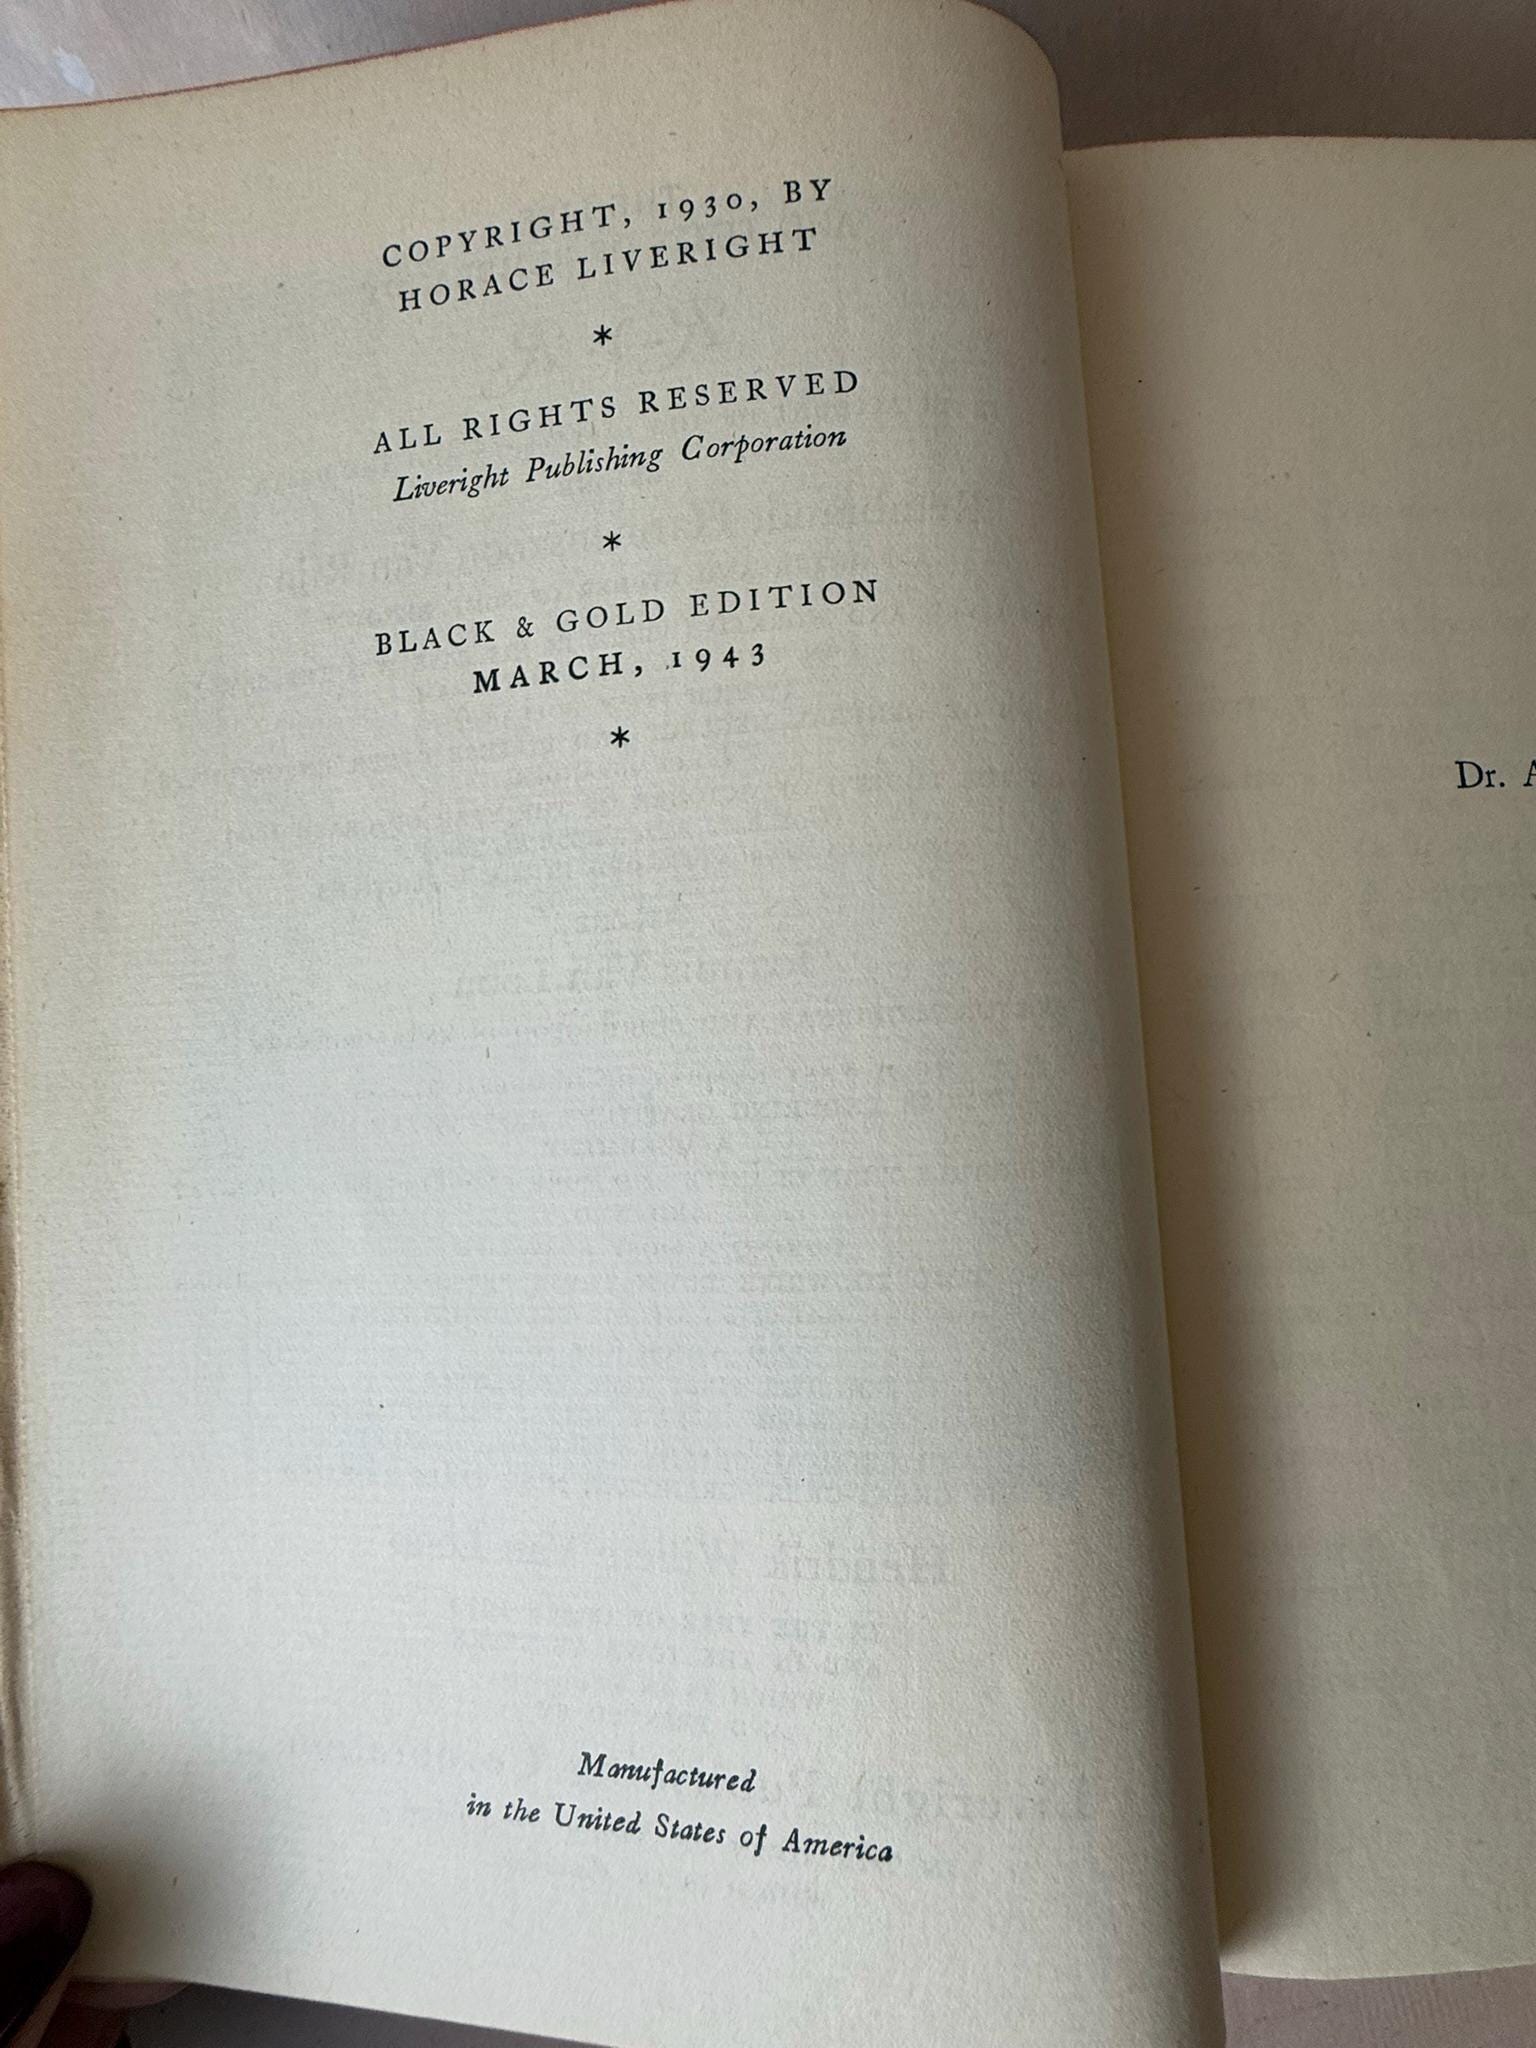 COPYRIGHT, 1930, BY
HORACE LIVERIGHT
*
ALL RIGHTS RESERVED
Liveright Publishing Corporation
*
BLACK & GOLD EDITION
MARCH, 1943
*
Manufactured
in the United States of America
Dr.